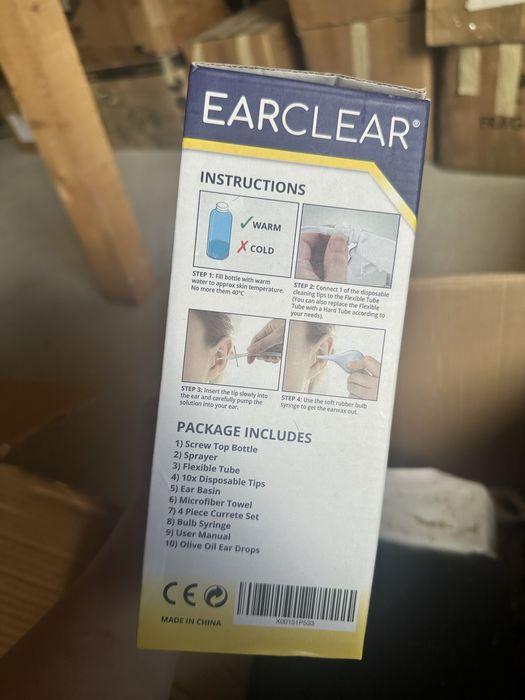 EARCLEAR®
INSTRUCTIONS
WARM
COLD
STEP 1: Fill bottle with warm
water to approx skin temperature.
No more them 40°C
STEP 2: Connect 1 of the disposable
cleaning tips to the Flexible Tube
(You can also replace the Flexible
Tube with a Hard Tube according to
your needs).
STEP 3: Insert the tip slowly into
the ear and carefully pump the
solution into your ear.
STEP 4: Use the soft rubber bulb
syringe to get the earwax out.
PACKAGE INCLUDES
1) Screw Top Bottle
2) Sprayer
3) Flexible Tube
4) 10x Disposable Tips
5) Ear Basin
6) Microfiber Towel
7) 4 Piece Currete Set
8) Bulb Syringe
9) User Manual
10) Olive Oil Ear Drops
CE
MADE IN CHINA
X00151P533